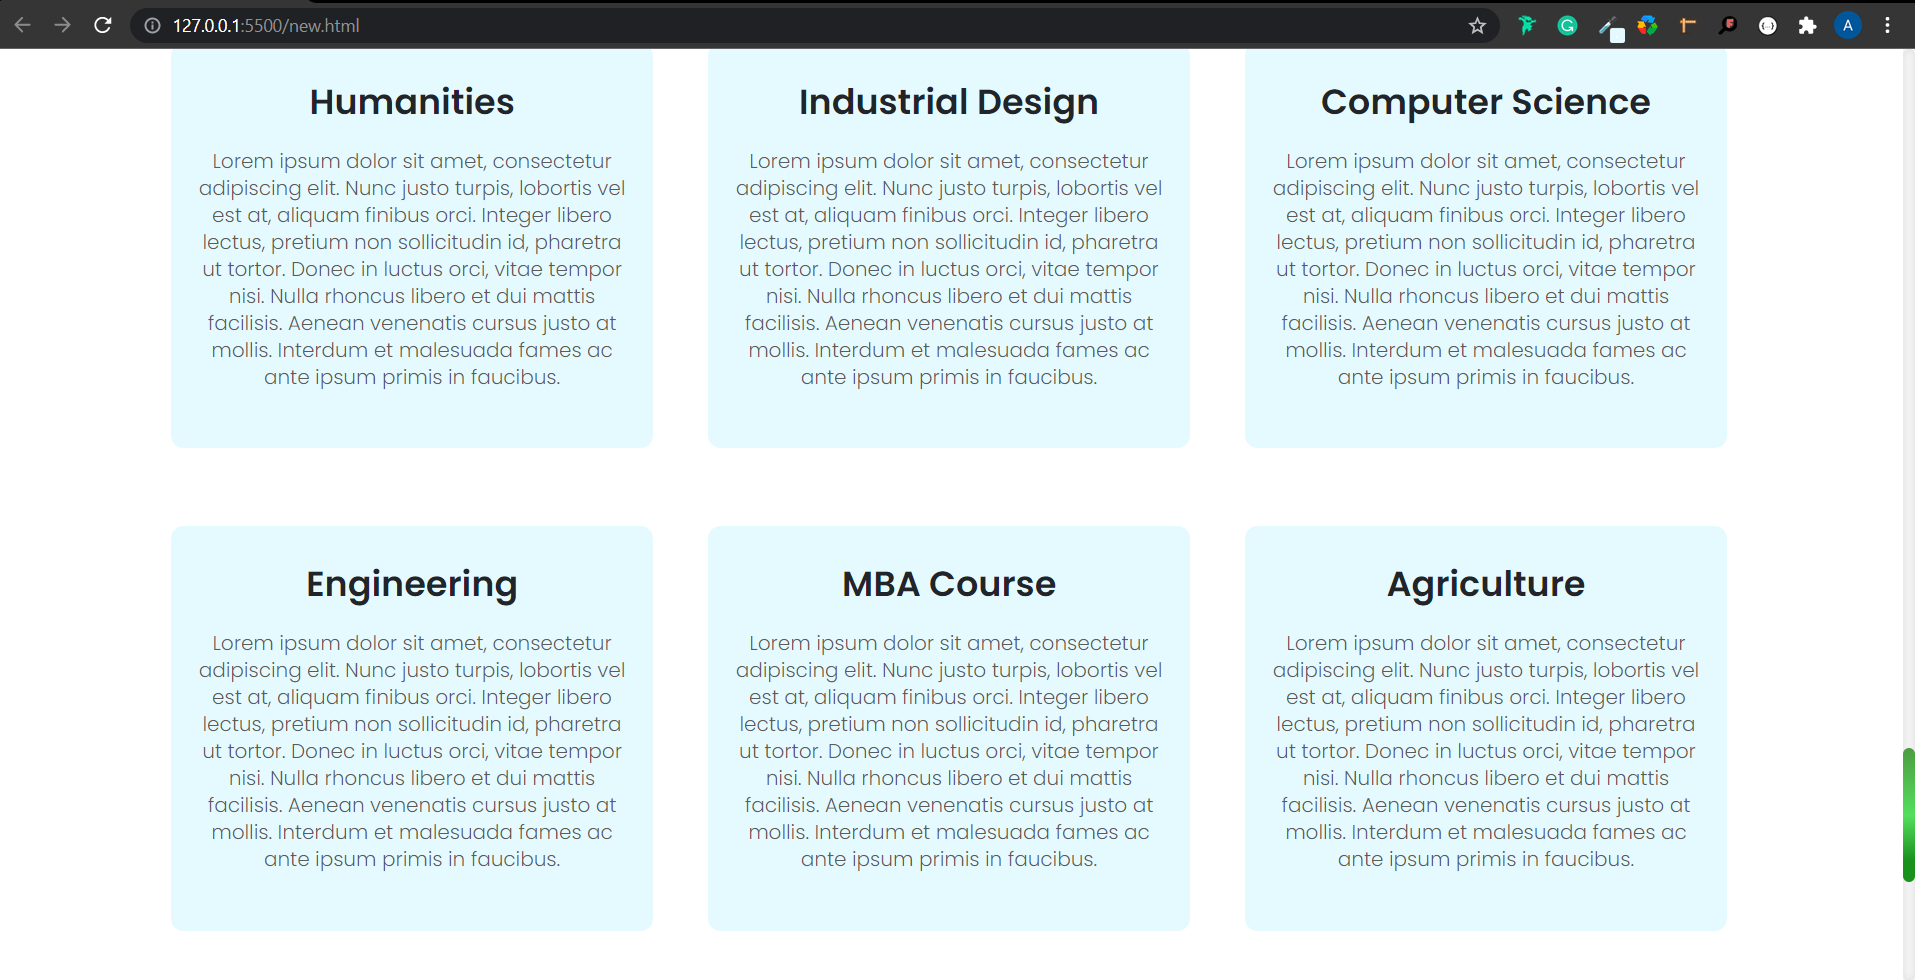 127.0.0.1:5500/new.html
A
Humanities
Lorem ipsum dolor sit amet, consectetur
adipiscing elit. Nunc justo turpis, lobortis vel
est at, aliquam finibus orci. Integer libero
lectus, pretium non sollicitudin id, pharetra
ut tortor. Donec in luctus orci, vitae tempor
nisi. Nulla rhoncus libero et dui mattis
facilisis. Aenean venenatis cursus justo at
mollis. Interdum et malesuada fames ac
ante ipsum primis in faucibus.
Industrial Design
Lorem ipsum dolor sit amet, consectetur
adipiscing elit. Nunc justo turpis, lobortis vel
est at, aliquam finibus orci. Integer libero
lectus, pretium non sollicitudin id, pharetra
ut tortor. Donec in luctus orci, vitae tempor
nisi. Nulla rhoncus libero et dui mattis
facilisis. Aenean venenatis cursus justo at
mollis. Interdum et malesuada fames ac
ante ipsum primis in faucibus.
Computer Science
Lorem ipsum dolor sit amet, consectetur
adipiscing elit. Nunc justo turpis, lobortis vel
est at, aliquam finibus orci. Integer libero
lectus, pretium non sollicitudin id, pharetra
ut tortor. Donec in luctus orci, vitae tempor
nisi. Nulla rhoncus libero et dui mattis
facilisis. Aenean venenatis cursus justo at
mollis. Interdum et malesuada fames ac
ante ipsum primis in faucibus.
Engineering
Lorem ipsum dolor sit amet, consectetur
adipiscing elit. Nunc justo turpis, lobortis vel
est at, aliquam finibus orci. Integer libero
lectus, pretium non sollicitudin id, pharetra
ut tortor. Donec in luctus orci, vitae tempor
nisi. Nulla rhoncus libero et dui mattis
facilisis. Aenean venenatis cursus justo at
mollis. Interdum et malesuada fames ac
ante ipsum primis in faucibus.
MBA Course
Lorem ipsum dolor sit amet, consectetur
adipiscing elit. Nunc justo turpis, lobortis vel
est at, aliquam finibus orci. Integer libero
lectus, pretium non sollicitudin id, pharetra
ut tortor. Donec in luctus orci, vitae tempor
nisi. Nulla rhoncus libero et dui mattis
facilisis. Aenean venenatis cursus justo at
mollis. Interdum et malesuada fames ac
ante ipsum primis in faucibus.
Agriculture
Lorem ipsum dolor sit amet, consectetur
adipiscing elit. Nunc justo turpis, lobortis vel
est at, aliquam finibus orci. Integer libero
lectus, pretium non sollicitudin id, pharetra
ut tortor. Donec in luctus orci, vitae tempor
nisi. Nulla rhoncus libero et dui mattis
facilisis. Aenean venenatis cursus justo at
mollis. Interdum et malesuada fames ac
ante ipsum primis in faucibus.